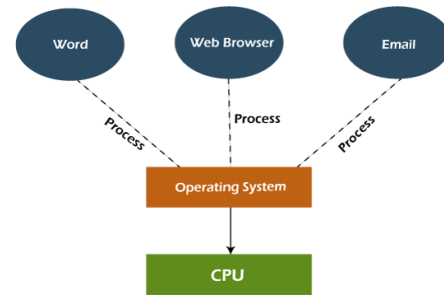 Word
Web Browser
Email
Process
Process
Process
Operating System
CPU